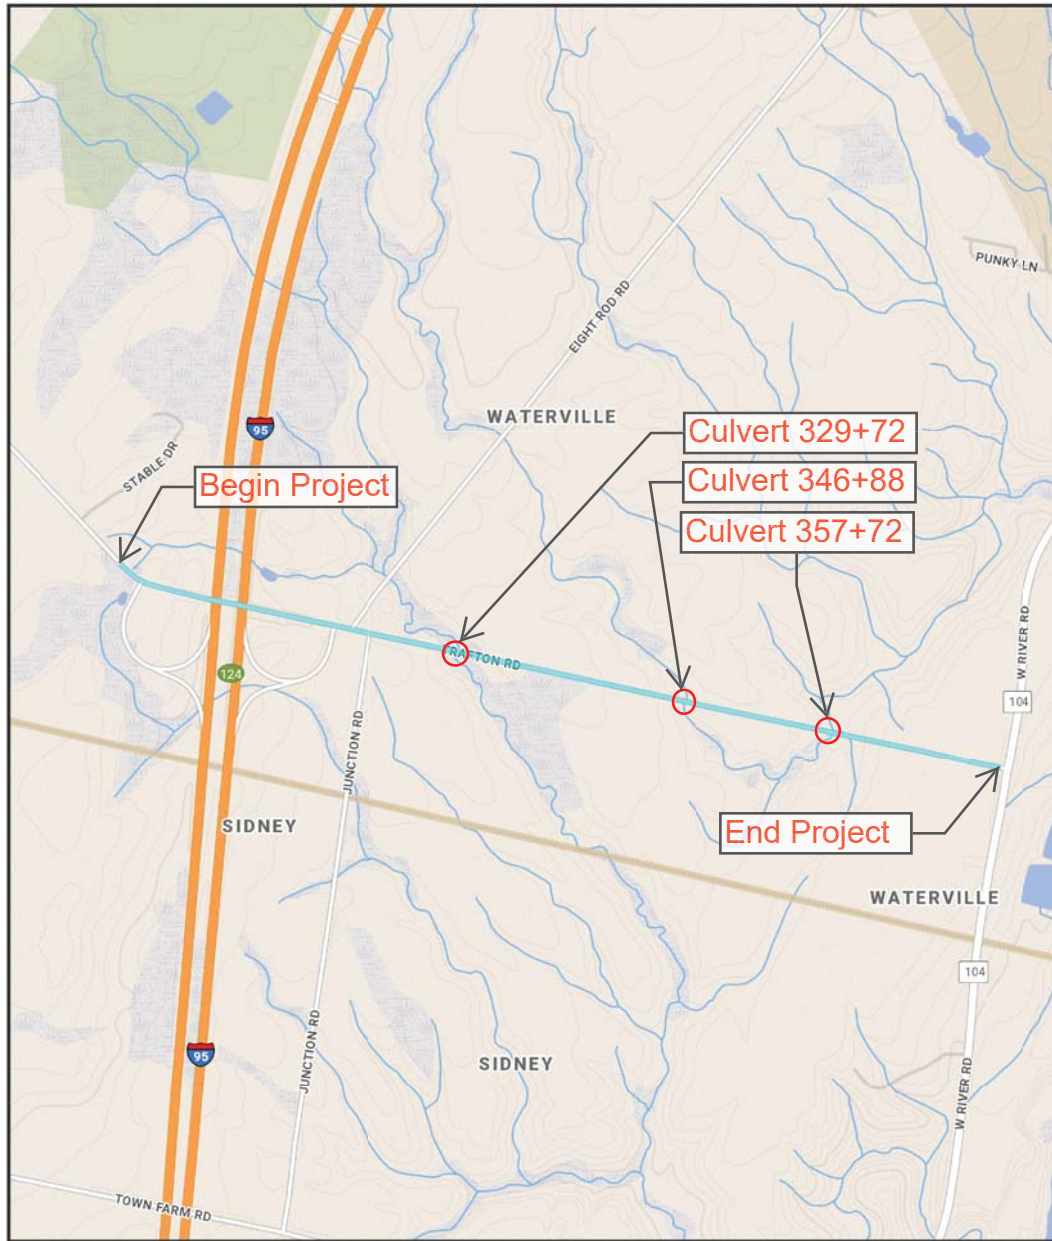 PUNKY LN
EIGHT ROD RD
WATERVILLE
95
STABLE DR
Culvert 329+72
Begin Project
Culvert 346+88
Culvert 357+72
RAFTON RD
W RIVER RD
124
104
JUNCTION RD
SIDNEY
End Project
WATERVILLE
104
95
JUNCTION RD
SIDNEY
W RIVER RD
TOWN FARM RD